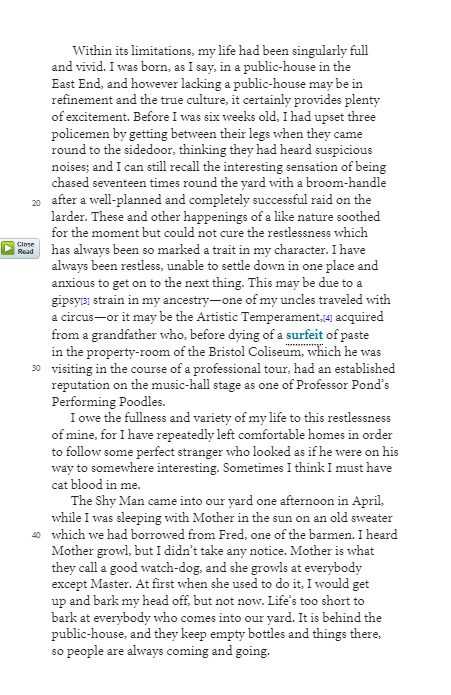 Within its limitations, my life had been singularly full
and vivid. I was born, as I say, in a public-house in the
East End, and however lacking a public-house may be in
refinement and the true culture, it certainly provides plenty
of excitement. Before I was six weeks old, I had upset three
policemen by getting between their legs when they came
round to the sidedoor, thinking they had heard suspicious
noises; and I can still recall the interesting sensation of being
chased seventeen times round the yard with a broom-handle
20 after a well-planned and completely successful raid on the
larder. These and other happenings of a like nature soothed
for the moment but could not cure the restlessness which
Close
Read
has always been so marked a trait in my character. I have
always been restless, unable to settle down in one place and
anxious to get on to the next thing. This may be due to a
gipsy[3] strain in my ancestry—one of my uncles traveled with
a circus—or it may be the Artistic Temperament,[4] acquired
from a grandfather who, before dying of a surfeit of paste
in the property-room of the Bristol Coliseum, which he was
30 visiting in the course of a professional tour, had an established
reputation on the music-hall stage as one of Professor Pond's
Performing Poodles.
I owe the fullness and variety of my life to this restlessness
of mine, for I have repeatedly left comfortable homes in order
to follow some perfect stranger who looked as if he were on his
way to somewhere interesting. Sometimes I think I must have
cat blood in me.
The Shy Man came into our yard one afternoon in April,
while I was sleeping with Mother in the sun on an old sweater
40 which we had borrowed from Fred, one of the barmen. I heard
Mother growl, but I didn't take any notice. Mother is what
they call a good watch-dog, and she growls at everybody
except Master. At first when she used to do it, I would get
up and bark my head off, but not now. Life's too short to
bark at everybody who comes into our yard. It is behind the
public-house, and they keep empty bottles and things there,
so people are always coming and going.